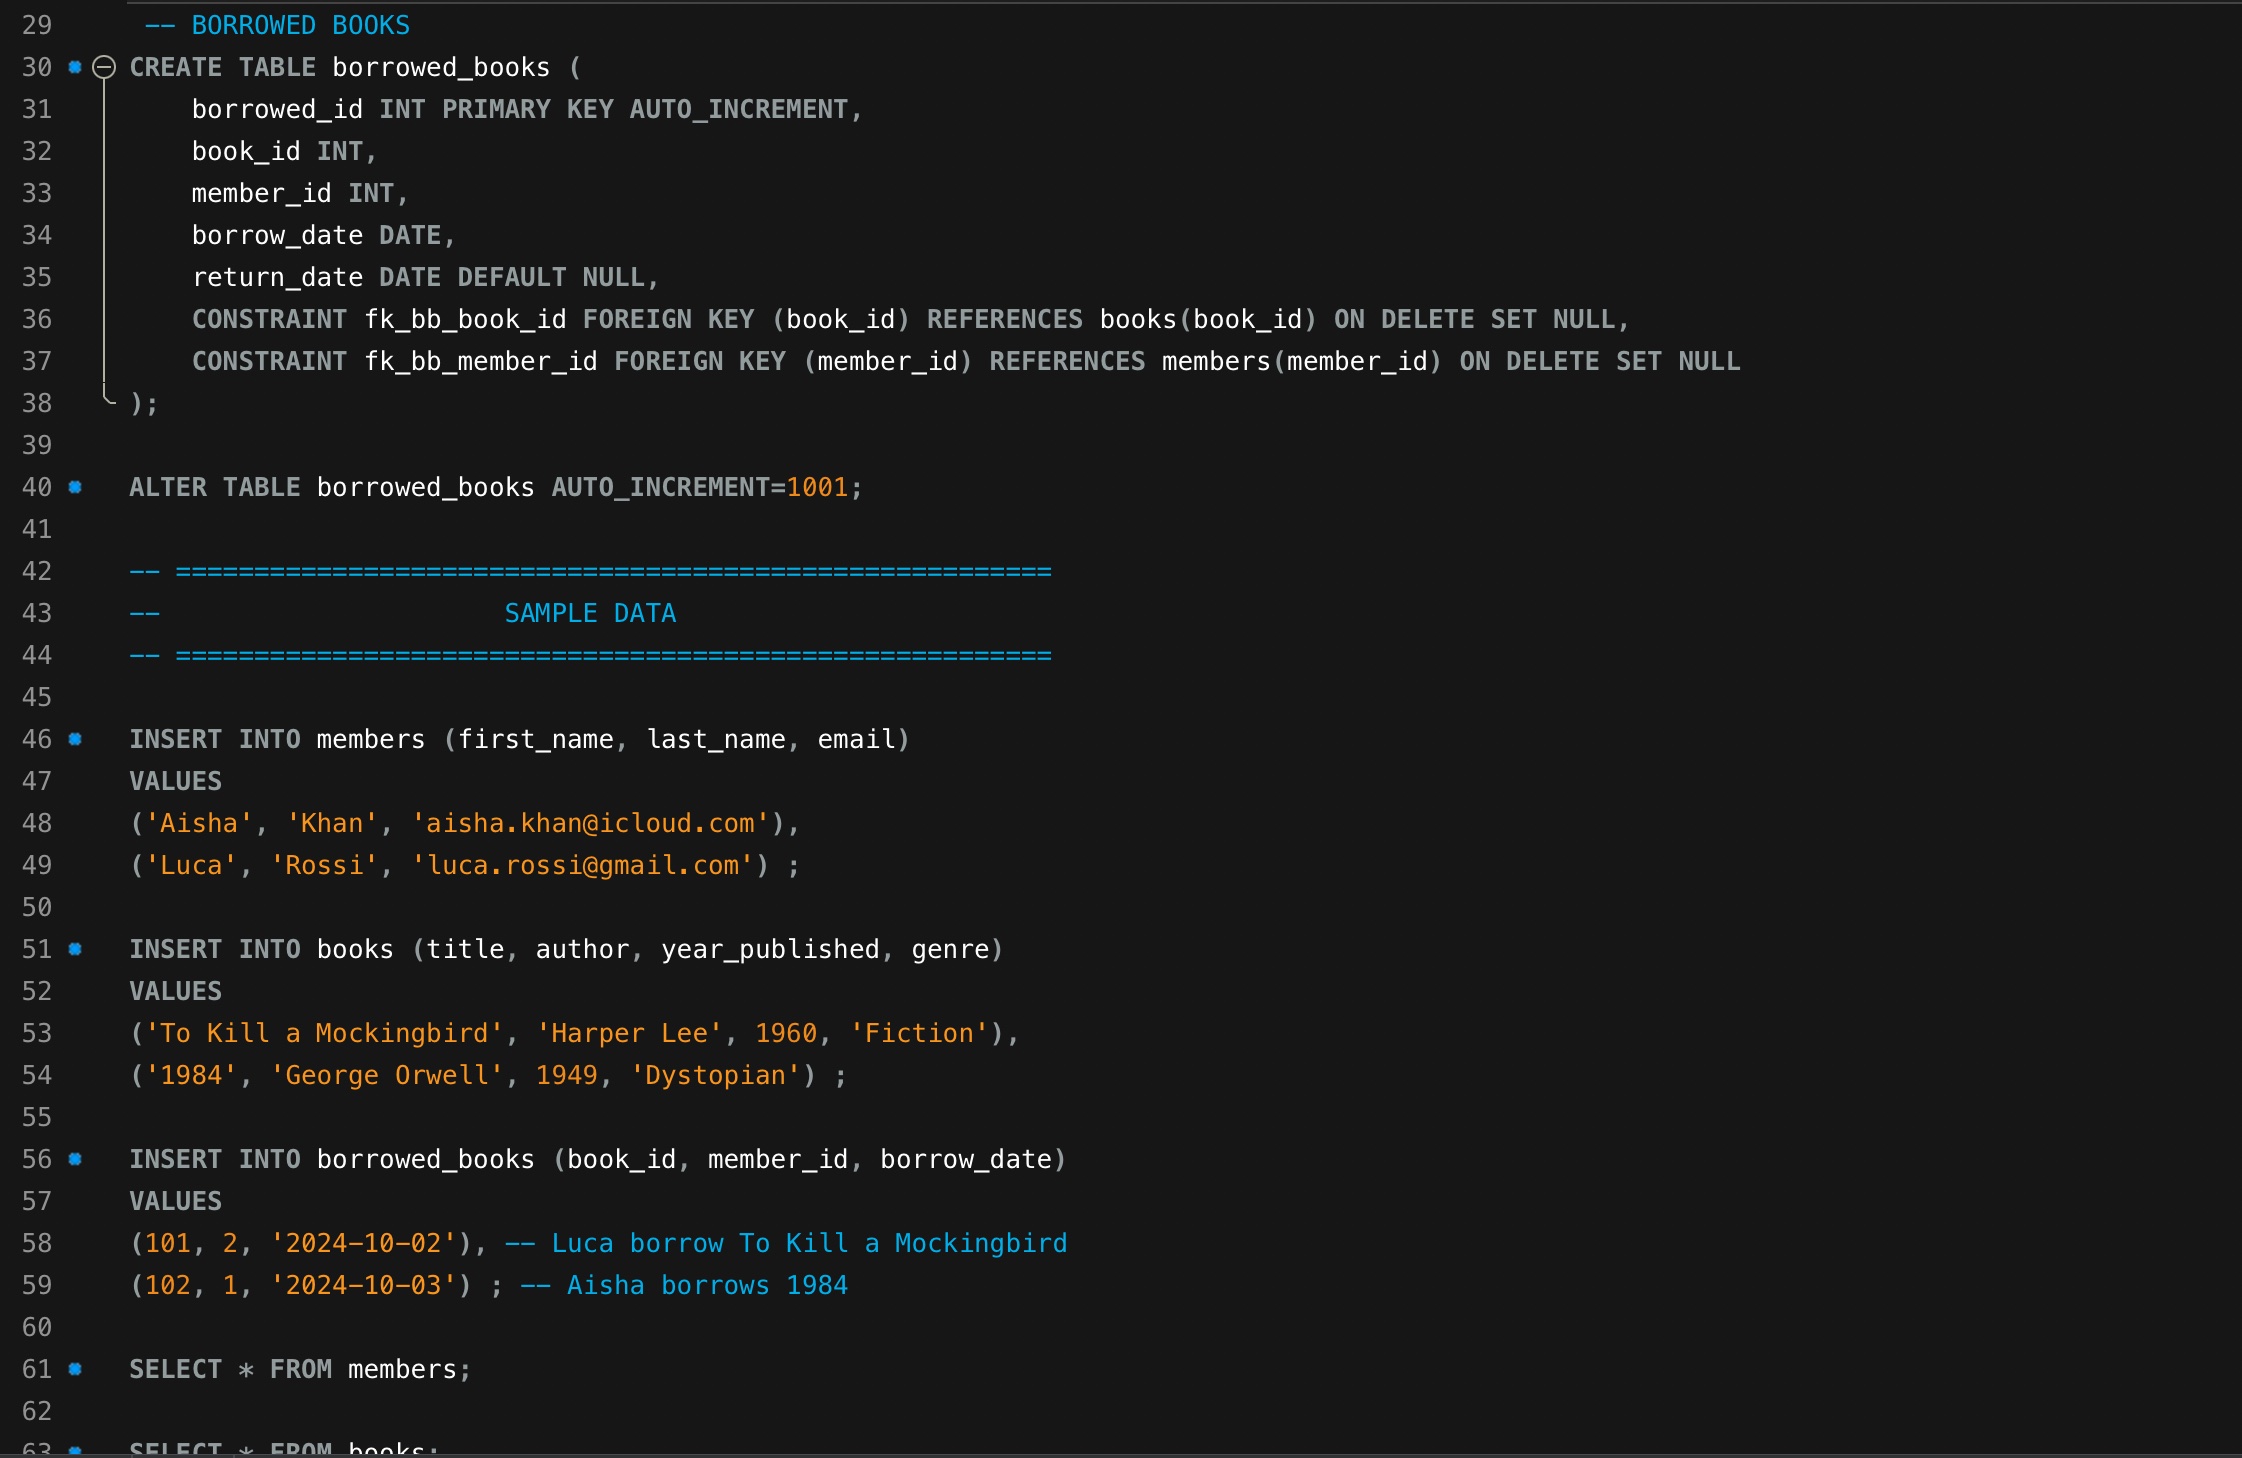 29 -- BORROWED BOOKS
30 CREATE TABLE borrowed_books (
31 borrowed_id INT PRIMARY KEY AUTO_INCREMENT,
32 book_id INT,
33 member_id INT,
34 borrow_date DATE,
35 return_date DATE DEFAULT NULL,
36 CONSTRAINT fk_bb_book_id FOREIGN KEY (book_id) REFERENCES books(book_id) ON DELETE SET NULL,
37 CONSTRAINT fk_bb_member_id FOREIGN KEY (member_id) REFERENCES members(member_id) ON DELETE SET NULL
38 );
39
40 ALTER TABLE borrowed_books AUTO_INCREMENT=1001;
41
42 -- ========================================================
43 -- SAMPLE DATA
44 -- ========================================================
45
46 INSERT INTO members (first_name, last_name, email)
47 VALUES
48 ('Aisha', 'Khan', 'aisha.khan@icloud.com'),
49 ('Luca', 'Rossi', 'luca.rossi@gmail.com') ;
50
51 INSERT INTO books (title, author, year_published, genre)
52 VALUES
53 ('To Kill a Mockingbird', 'Harper Lee', 1960, 'Fiction'),
54 ('1984', 'George Orwell', 1949, 'Dystopian') ;
55
56 INSERT INTO borrowed_books (book_id, member_id, borrow_date)
57 VALUES
58 (101, 2, '2024-10-02'), -- Luca borrow To Kill a Mockingbird
59 (102, 1, '2024-10-03') ; -- Aisha borrows 1984
60
61 SELECT * FROM members;
62
63 SELECT * FROM books;